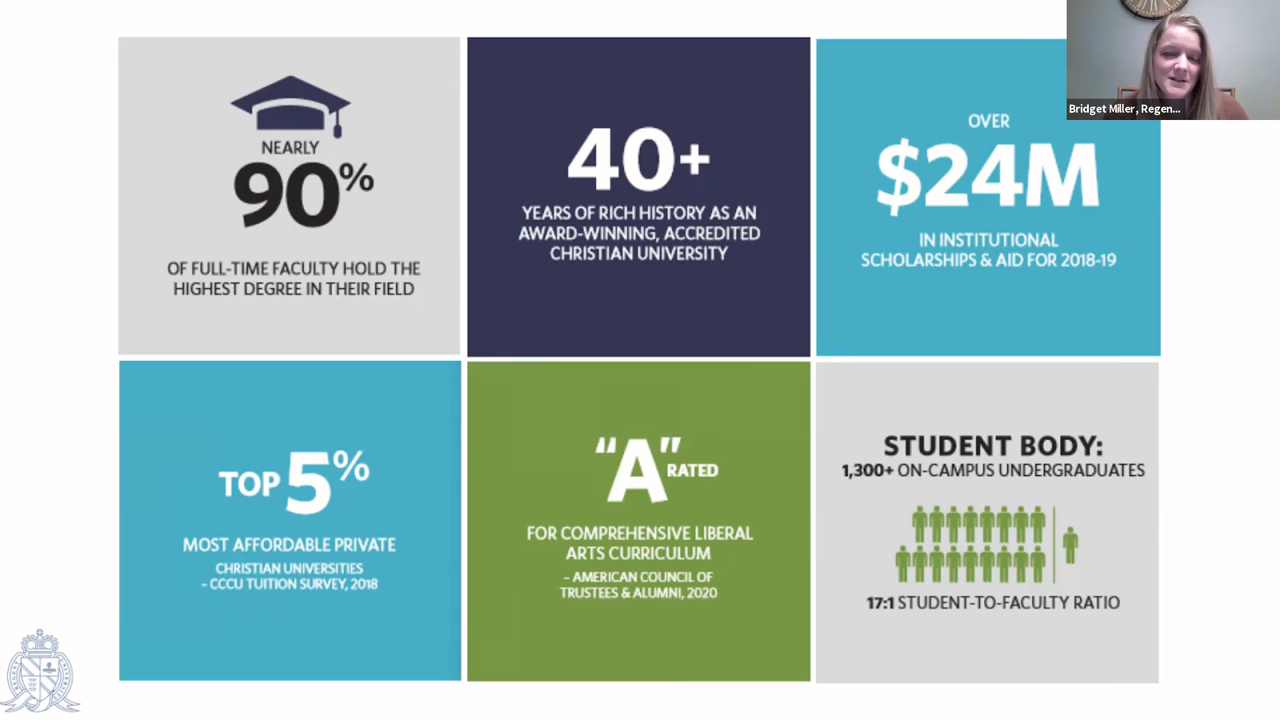 NEARLY
90%
OF FULL-TIME FACULTY HOLD THE
HIGHEST DEGREE IN THEIR FIELD
40+
YEARS OF RICH HISTORY AS AN
AWARD-WINNING, ACCREDITED
CHRISTIAN UNIVERSITY
OVER
$24M
IN INSTITUTIONAL
SCHOLARSHIPS & AID FOR 2018-19
Bridget Miller, Regen...
TOP 5%
MOST AFFORDABLE PRIVATE
CHRISTIAN UNIVERSITIES
– CCCU TUITION SURVEY, 2018
“A” RATED
FOR COMPREHENSIVE LIBERAL
ARTS CURRICULUM
– AMERICAN COUNCIL OF
TRUSTEES & ALUMNI, 2020
STUDENT BODY:
1,300+ ON-CAMPUS UNDERGRADUATES
17:1 STUDENT-TO-FACULTY RATIO